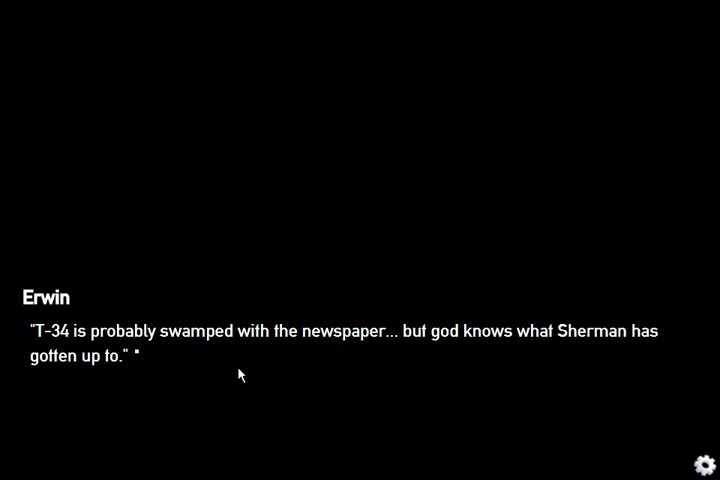 Erwin
"T-34 is probably swamped with the newspaper... but god knows what Sherman has
gotten up to."